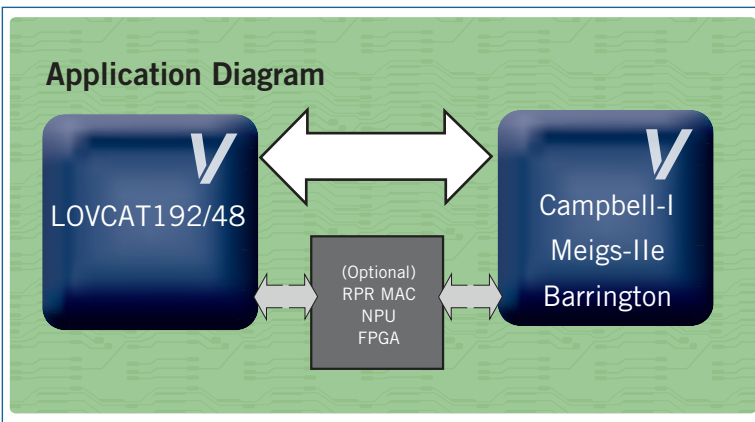 Application Diagram
V
LOVCAT192/48
V
Campbell-I
Meigs-IIe
Barrington
(Optional)
RPR MAC
NPU
FPGA